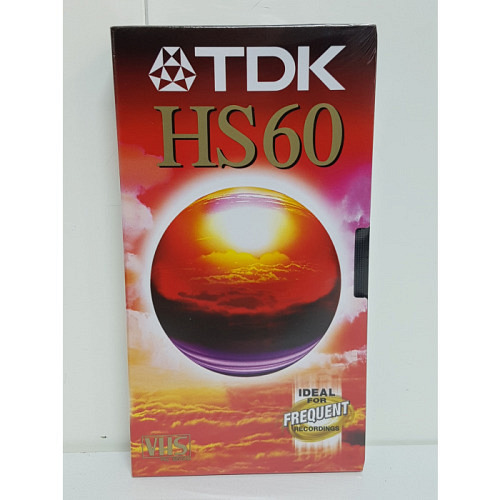 TDK
HS60
IDEAL
FOR
FREQUENT
RECORDINGS
VHS